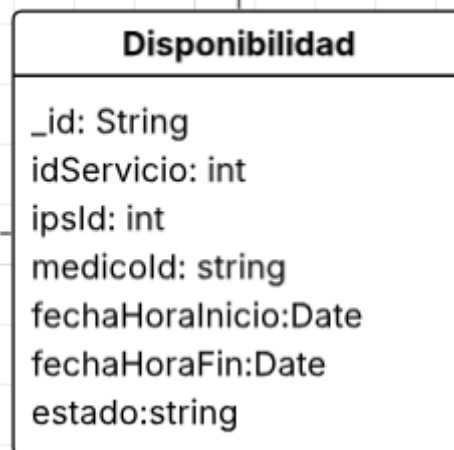 Disponibilidad
_id: String
idServicio: int
ipsId: int
medicoId: string
fechaHoraInicio:Date
fechaHoraFin:Date
estado:string